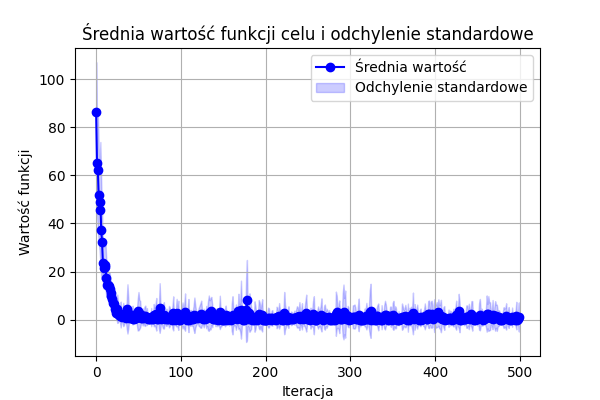 Średnia wartość funkcji celu i odchylenie standardowe
Średnia wartość
Odchylenie standardowe
Wartość funkcji
100
80
60
40
20
0
0 100 200 300 400 500
Iteracja